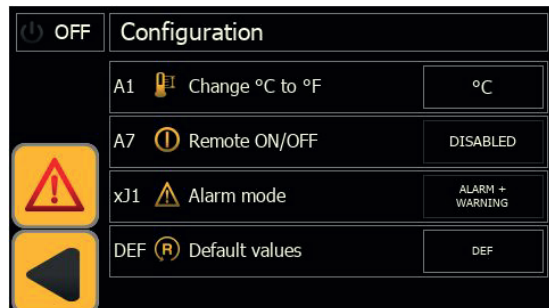 OFF Configuration
A1 Change °C to °F °C
A7 Remote ON/OFF DISABLED
xJ1 Alarm mode ALARM +
WARNING
DEF R Default values DEF